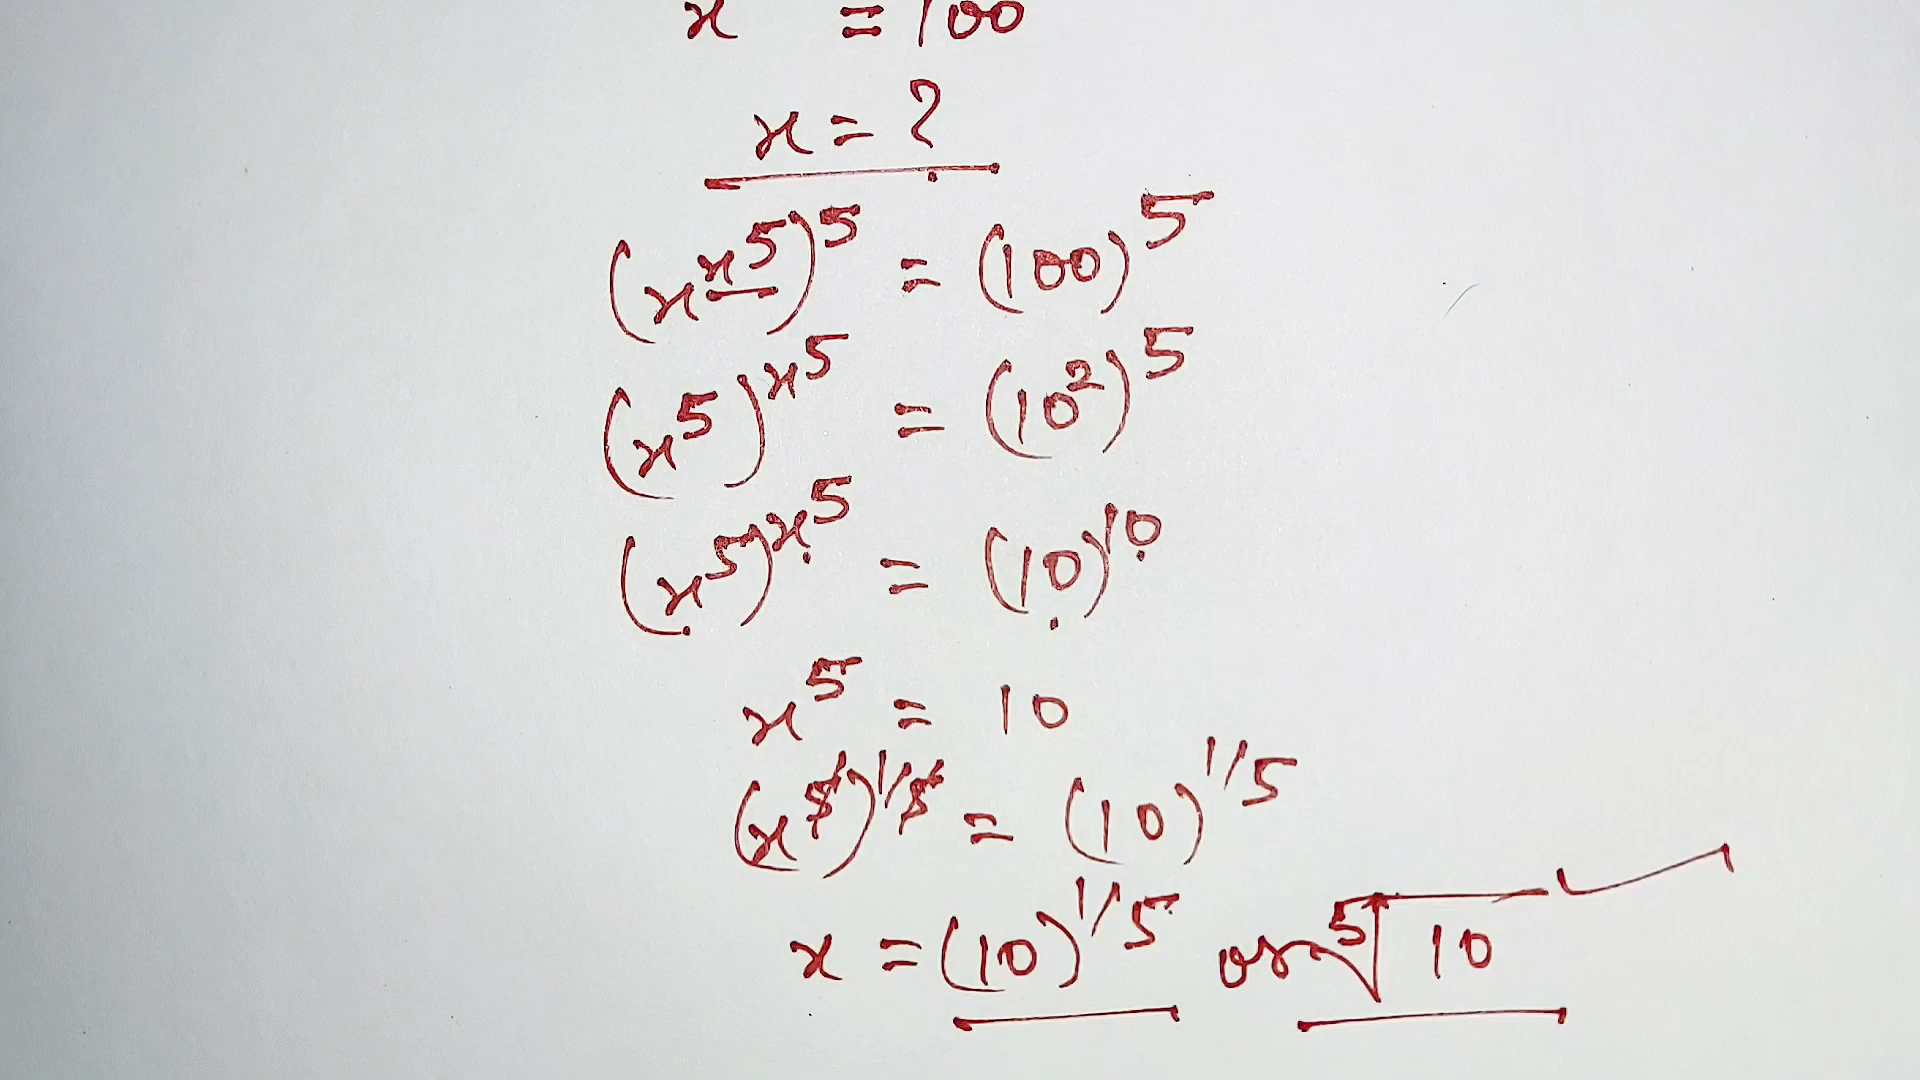 x = 100
x = ?
(x^x^5)^5 = (100)^5
(x^5)^x^5 = (10^2)^5
(x^5)^x^5 = (10)^10
x^5 = 10
(x^5)^1/5 = (10)^1/5
x = (10)^1/5 or ⁵√10